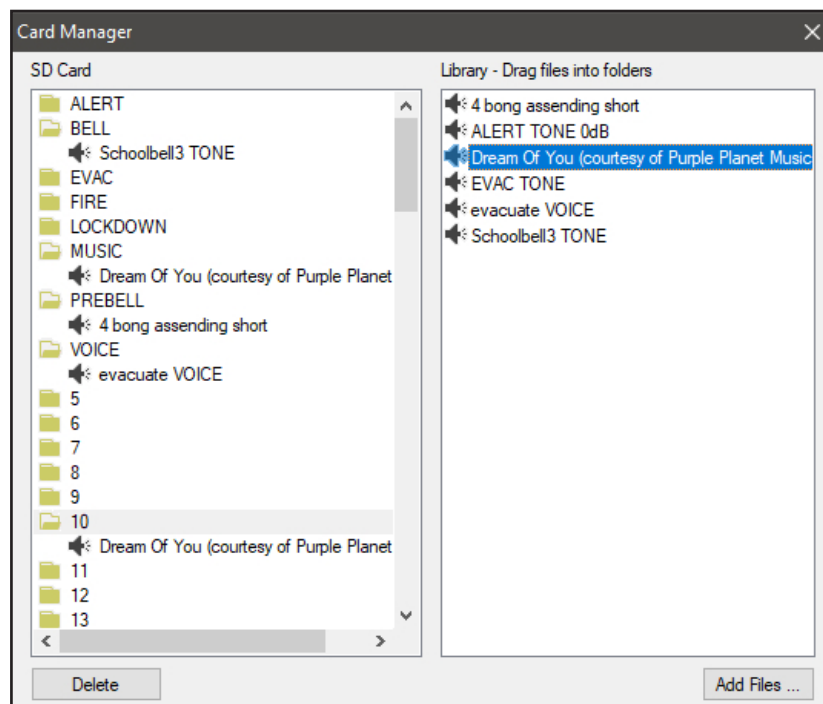 Card Manager
SD Card
ALERT
BELL
Schoolbell3 TONE
EVAC
FIRE
LOCKDOWN
MUSIC
Dream Of You (courtesy of Purple Planet
PREBELL
4 bong assending short
VOICE
evacuate VOICE
5
6
7
8
9
10
Dream Of You (courtesy of Purple Planet
11
12
13
Delete
Library - Drag files into folders
4 bong assending short
ALERT TONE 0dB
Dream Of You (courtesy of Purple Planet Music
EVAC TONE
evacuate VOICE
Schoolbell3 TONE
Add Files ...